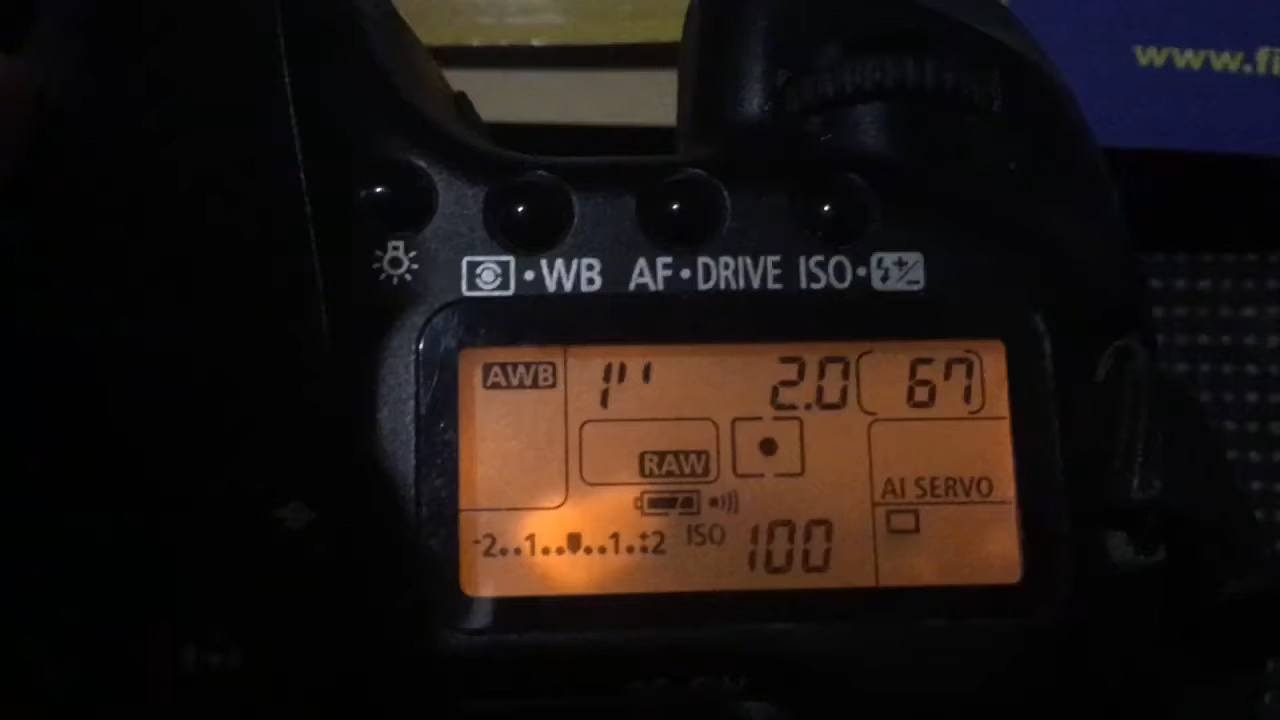 www.fi
WB AF•DRIVE ISO•
AWB 1" 2.0 [ 67 ]
RAW
AI SERVO
-2..1..▼..1.:+2 ISO 100